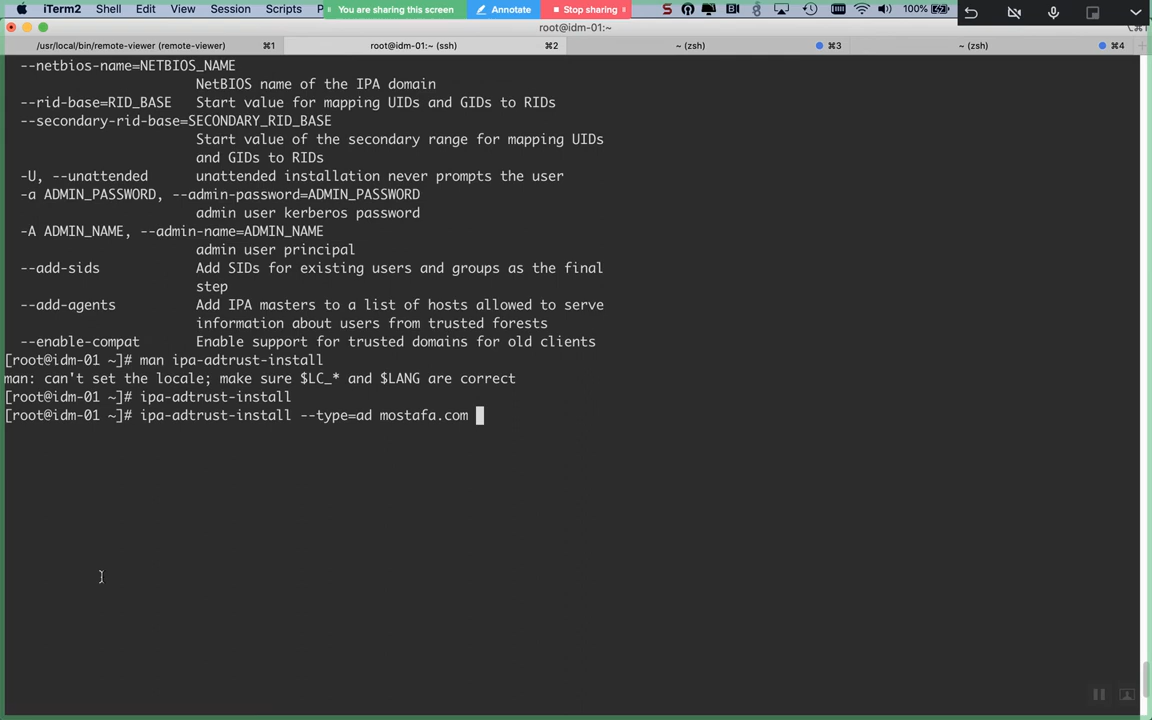 iTerm2 Shell Edit View Session Scripts P You are sharing this screen Annotate Stop sharing 100%
root@idm-01:~
/usr/local/bin/remote-viewer (remote-viewer) ⌘1 root@idm-01:~ (ssh) ⌘2 ~ (zsh) ⌘3 ~ (zsh) ⌘4
--netbios-name=NETBIOS_NAME
NetBIOS name of the IPA domain
--rid-base=RID_BASE Start value for mapping UIDs and GIDs to RIDs
--secondary-rid-base=SECONDARY_RID_BASE
Start value of the secondary range for mapping UIDs
and GIDs to RIDs
-U, --unattended unattended installation never prompts the user
-a ADMIN_PASSWORD, --admin-password=ADMIN_PASSWORD
admin user kerberos password
-A ADMIN_NAME, --admin-name=ADMIN_NAME
admin user principal
--add-sids Add SIDs for existing users and groups as the final
step
--add-agents Add IPA masters to a list of hosts allowed to serve
information about users from trusted forests
--enable-compat Enable support for trusted domains for old clients
[root@idm-01 ~]# man ipa-adtrust-install
man: can't set the locale; make sure $LC_* and $LANG are correct
[root@idm-01 ~]# ipa-adtrust-install
[root@idm-01 ~]# ipa-adtrust-install --type=ad mostafa.com